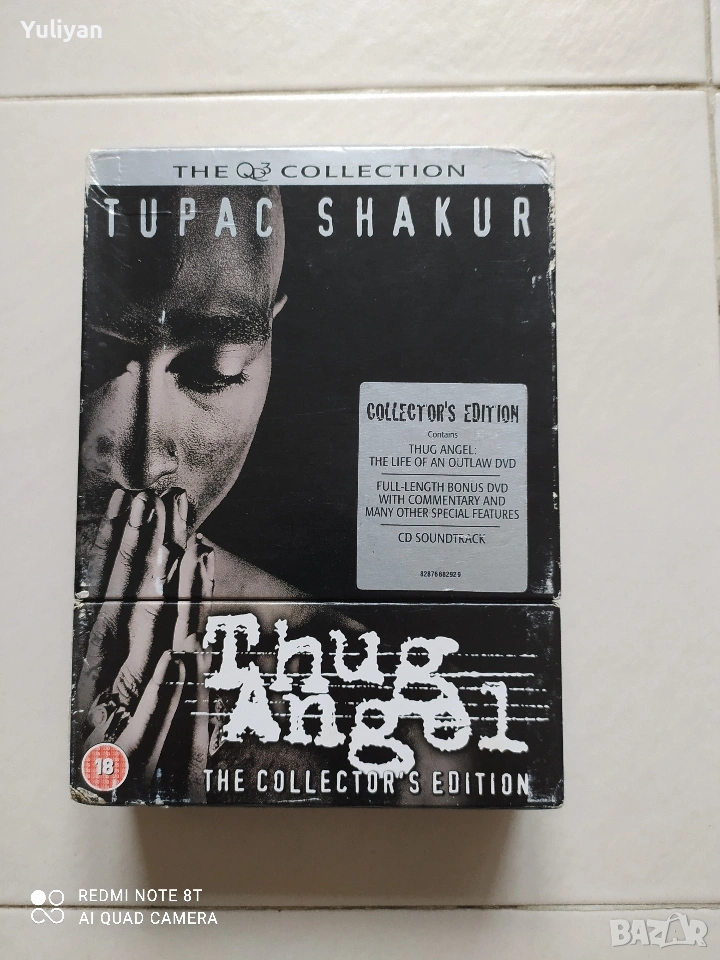 Yuliyan
THE QD3 COLLECTION
TUPAC SHAKUR
COLLECTOR'S EDITION
Contains
THUG ANGEL:
THE LIFE OF AN OUTLAW DVD
FULL-LENGTH BONUS DVD
WITH COMMENTARY AND
MANY OTHER SPECIAL FEATURES
CD SOUNDTRACK
82876682929
Thug
Angel
THE COLLECTOR'S EDITION
18
REDMI NOTE 8T
AI QUAD CAMERA
BAZAR